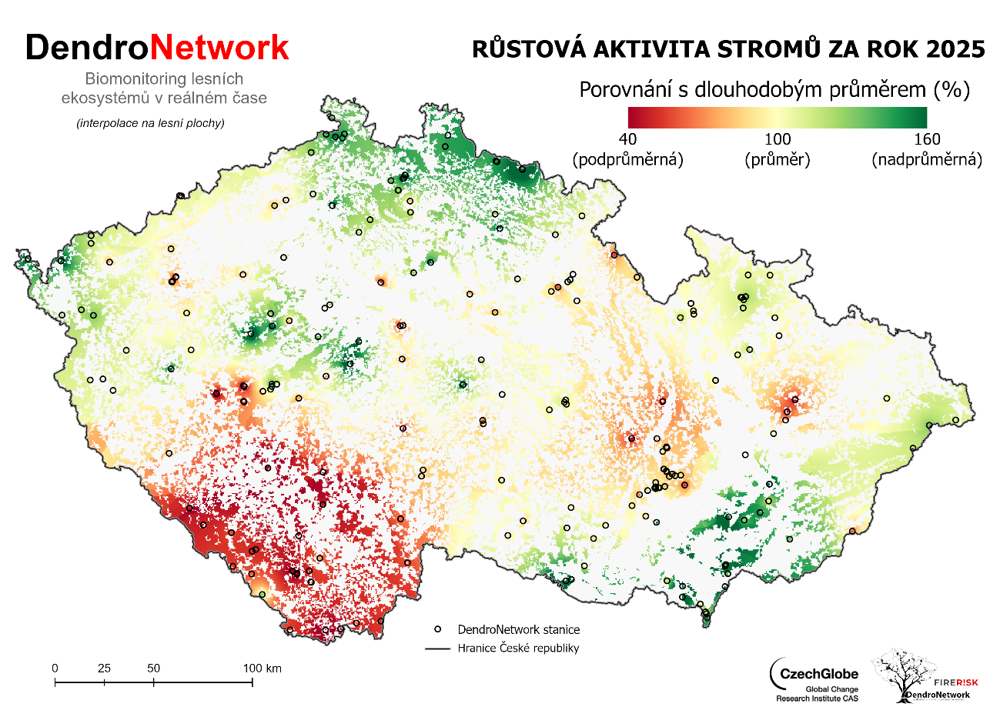 DendroNetwork
Biomonitoring lesních
ekosystémů v reálném čase
(interpolace na lesní plochy)
RŮSTOVÁ AKTIVITA STROMŮ ZA ROK 2025
Porovnání s dlouhodobým průměrem (%)
40 100 160
(podprůměrná) (průměr) (nadprůměrná)
DendroNetwork stanice
Hranice České republiky
0 25 50 100 km
CzechGlobe
Global Change
Research Institute CAS
FIRER!SK
DendroNetwork